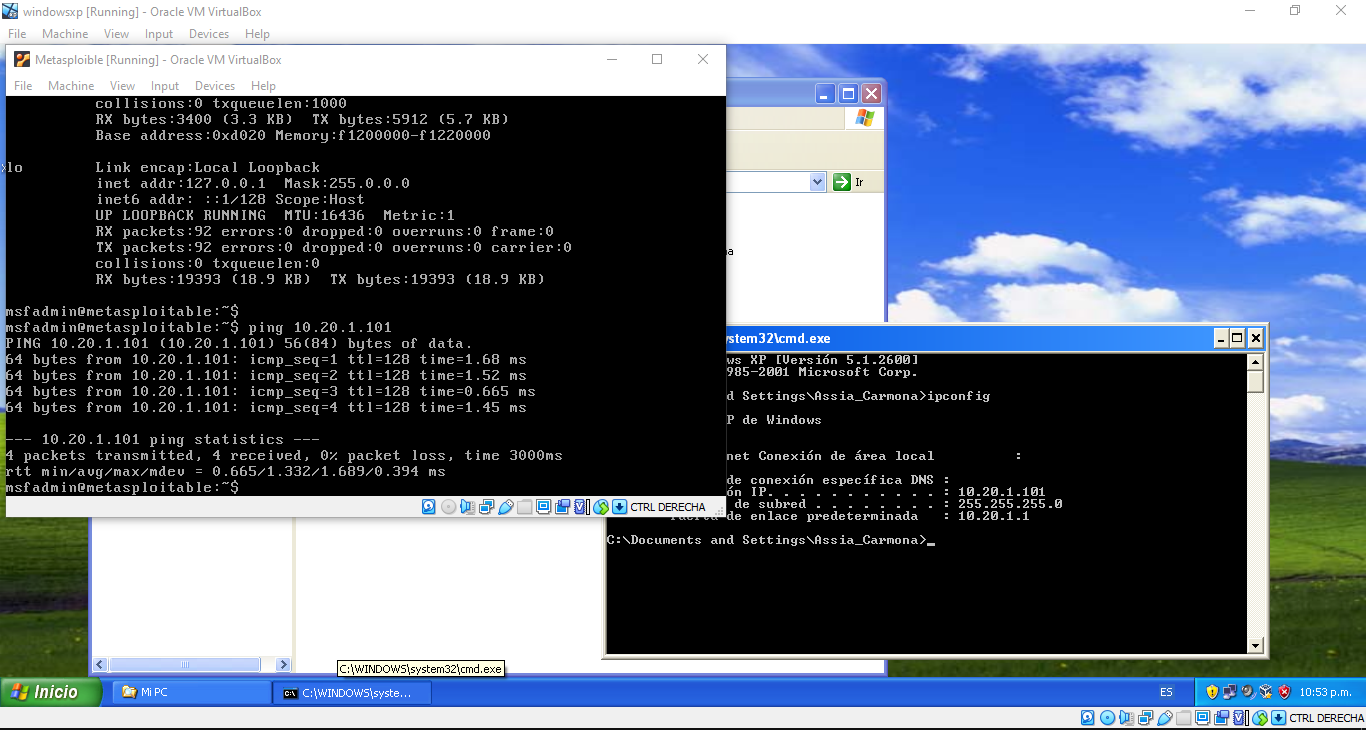 windowsxp [Running] - Oracle VM VirtualBox
File Machine View Input Devices Help
Metasploible [Running] - Oracle VM VirtualBox
File Machine View Input Devices Help
collisions:0 txqueuelen:1000
RX bytes:3400 (3.3 KB) TX bytes:5912 (5.7 KB)
Base address:0xd020 Memory:f1200000-f1220000
lo Link encap:Local Loopback
inet addr:127.0.0.1 Mask:255.0.0.0
inet6 addr: ::1/128 Scope:Host
UP LOOPBACK RUNNING MTU:16436 Metric:1
RX packets:92 errors:0 dropped:0 overruns:0 frame:0
TX packets:92 errors:0 dropped:0 overruns:0 carrier:0
collisions:0 txqueuelen:0
RX bytes:19393 (18.9 KB) TX bytes:19393 (18.9 KB)
msfadmin@metasploitable:~$
msfadmin@metasploitable:~$ ping 10.20.1.101
PING 10.20.1.101 (10.20.1.101) 56(84) bytes of data.
64 bytes from 10.20.1.101: icmp_seq=1 ttl=128 time=1.68 ms
64 bytes from 10.20.1.101: icmp_seq=2 ttl=128 time=1.52 ms
64 bytes from 10.20.1.101: icmp_seq=3 ttl=128 time=0.665 ms
64 bytes from 10.20.1.101: icmp_seq=4 ttl=128 time=1.45 ms
--- 10.20.1.101 ping statistics ---
4 packets transmitted, 4 received, 0% packet loss, time 3000ms
rtt min/avg/max/mdev = 0.665/1.332/1.689/0.394 ms
msfadmin@metasploitable:~$
CTRL DERECHA
Ir
na
ystem32\cmd.exe
ws XP [Versión 5.1.2600]
985-2001 Microsoft Corp.
d Settings\Assia_Carmona>ipconfig
P de Windows
net Conexión de área local :
de conexión específica DNS :
ón IP. . . . . . . . . . . : 10.20.1.101
de subred . . . . . . . . : 255.255.255.0
de enlace predeterminada : 10.20.1.1
C:\Documents and Settings\Assia_Carmona>_
C:\WINDOWS\system32\cmd.exe
Inicio
Mi PC
C:\WINDOWS\syste...
ES
10:53 p.m.
CTRL DERECHA